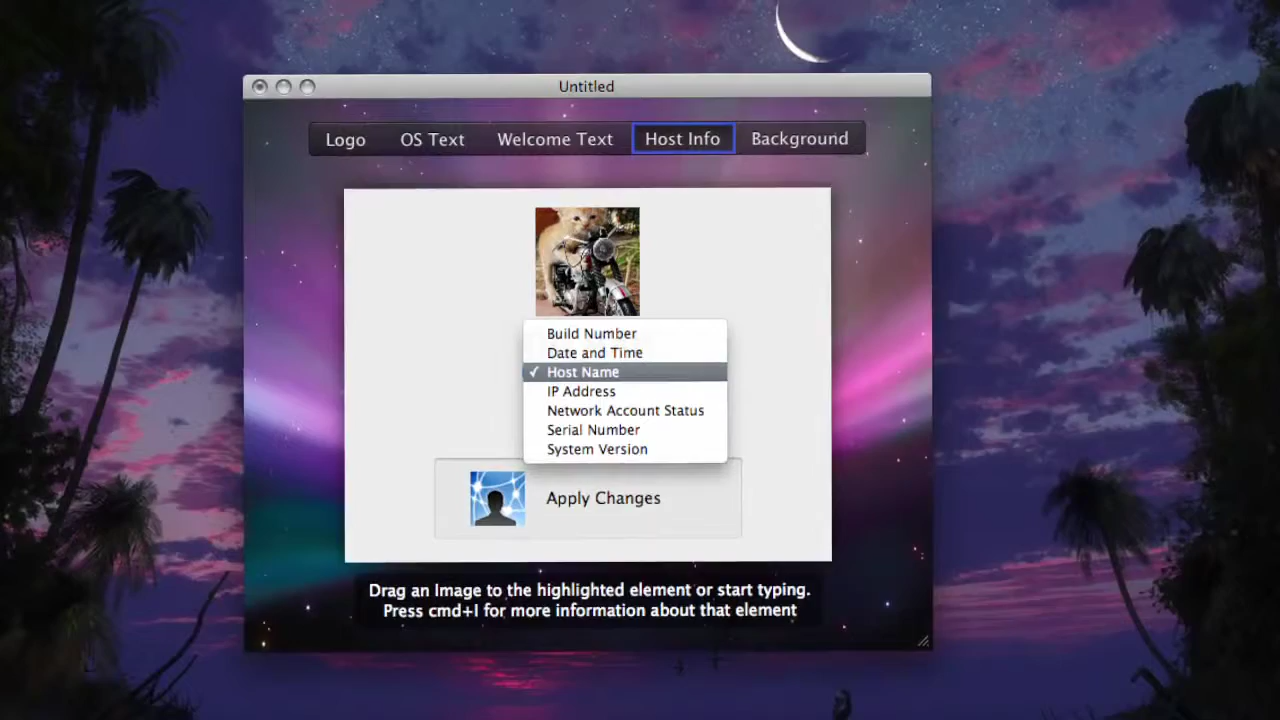 Untitled
Logo OS Text Welcome Text Host Info Background
Build Number
Date and Time
✓ Host Name
IP Address
Network Account Status
Serial Number
System Version
Apply Changes
Drag an Image to the highlighted element or start typing.
Press cmd+I for more information about that element